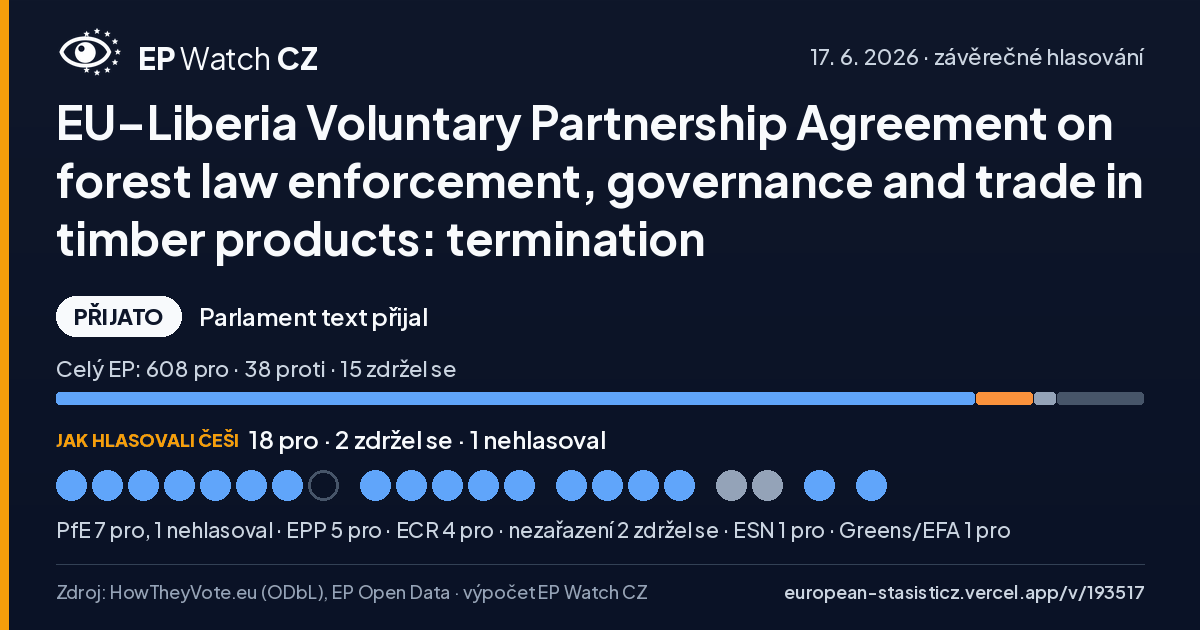 EP Watch CZ
17. 6. 2026 · závěrečné hlasování
EU–Liberia Voluntary Partnership Agreement on
forest law enforcement, governance and trade in
timber products: termination
PŘIJATO Parlament text přijal
Celý EP: 608 pro · 38 proti · 15 zdržel se
JAK HLASOVALI ČEŠI 18 pro · 2 zdržel se · 1 nehlasoval
PfE 7 pro, 1 nehlasoval · EPP 5 pro · ECR 4 pro · nezařazení 2 zdržel se · ESN 1 pro · Greens/EFA 1 pro
Zdroj: HowTheyVote.eu (ODbL), EP Open Data · výpočet EP Watch CZ
european-stasisticz.vercel.app/v/193517